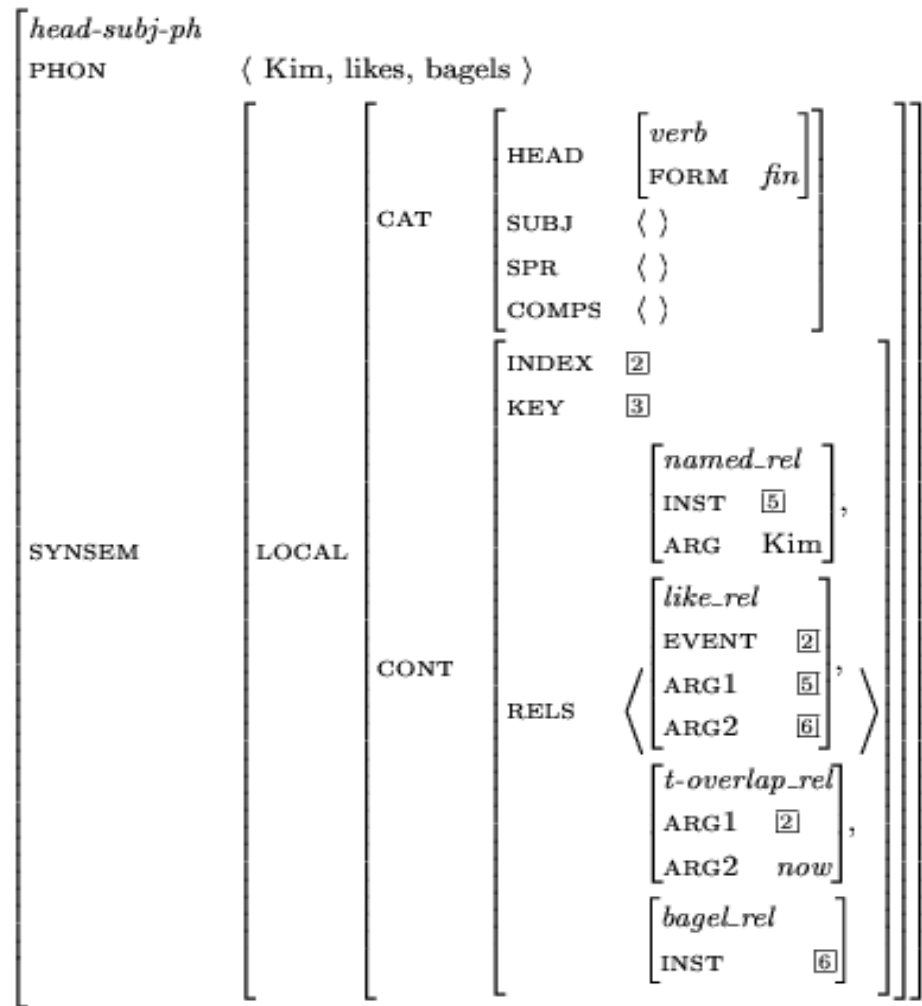 head-subj-ph
PHON ⟨ Kim, likes, bagels ⟩
verb
HEAD
FORM fin
CAT SUBJ ⟨ ⟩
SPR ⟨ ⟩
COMPS ⟨ ⟩
INDEX 2
KEY 3
named_rel
INST 5 ,
ARG Kim
SYNSEM LOCAL
like_rel
EVENT 2
CONT ,
ARG1 5
RELS ⟨ ⟩
ARG2 6
t-overlap_rel
ARG1 2 ,
ARG2 now
bagel_rel
INST 6